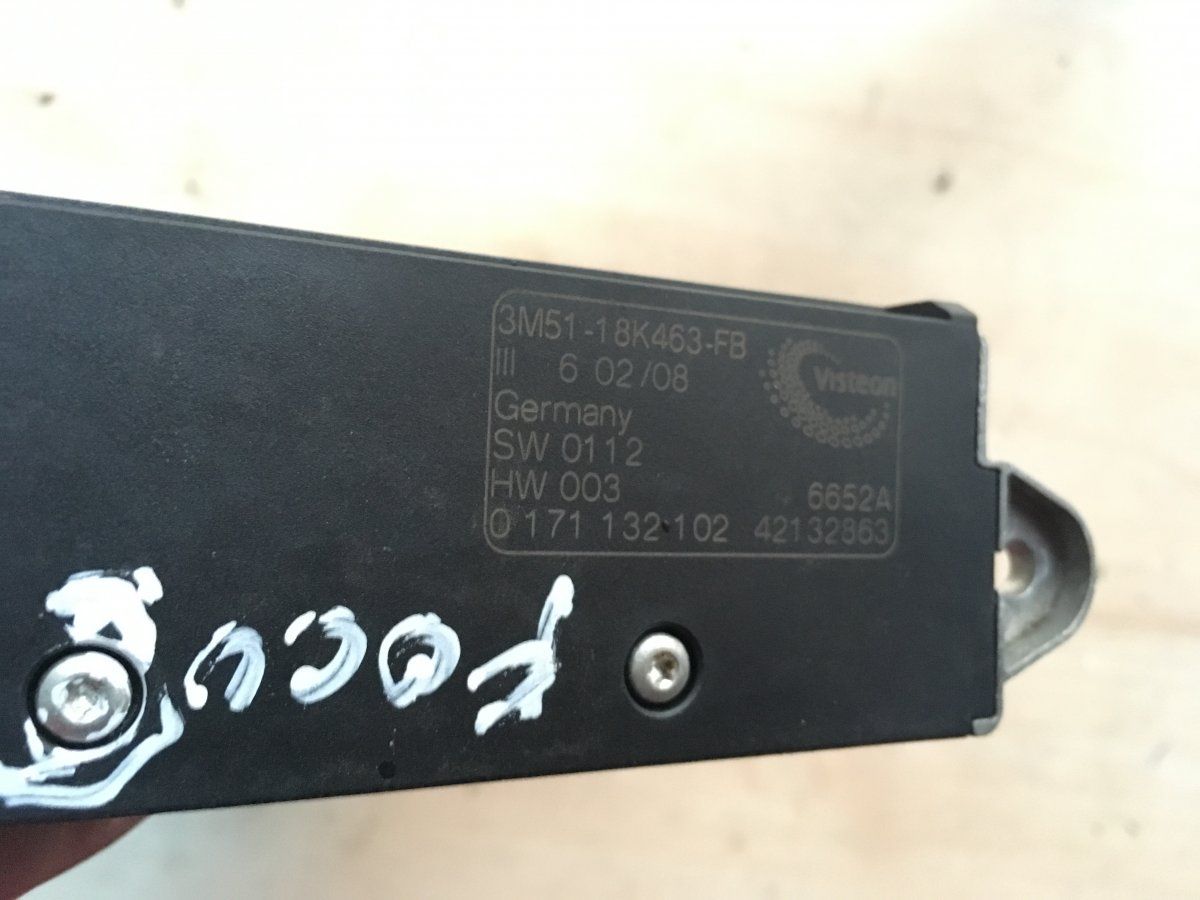 3M51-18K463-FB
III 6 02/08
Visteon
Germany
SW 0112
HW 003 6652A
0 171 132 102 42132863